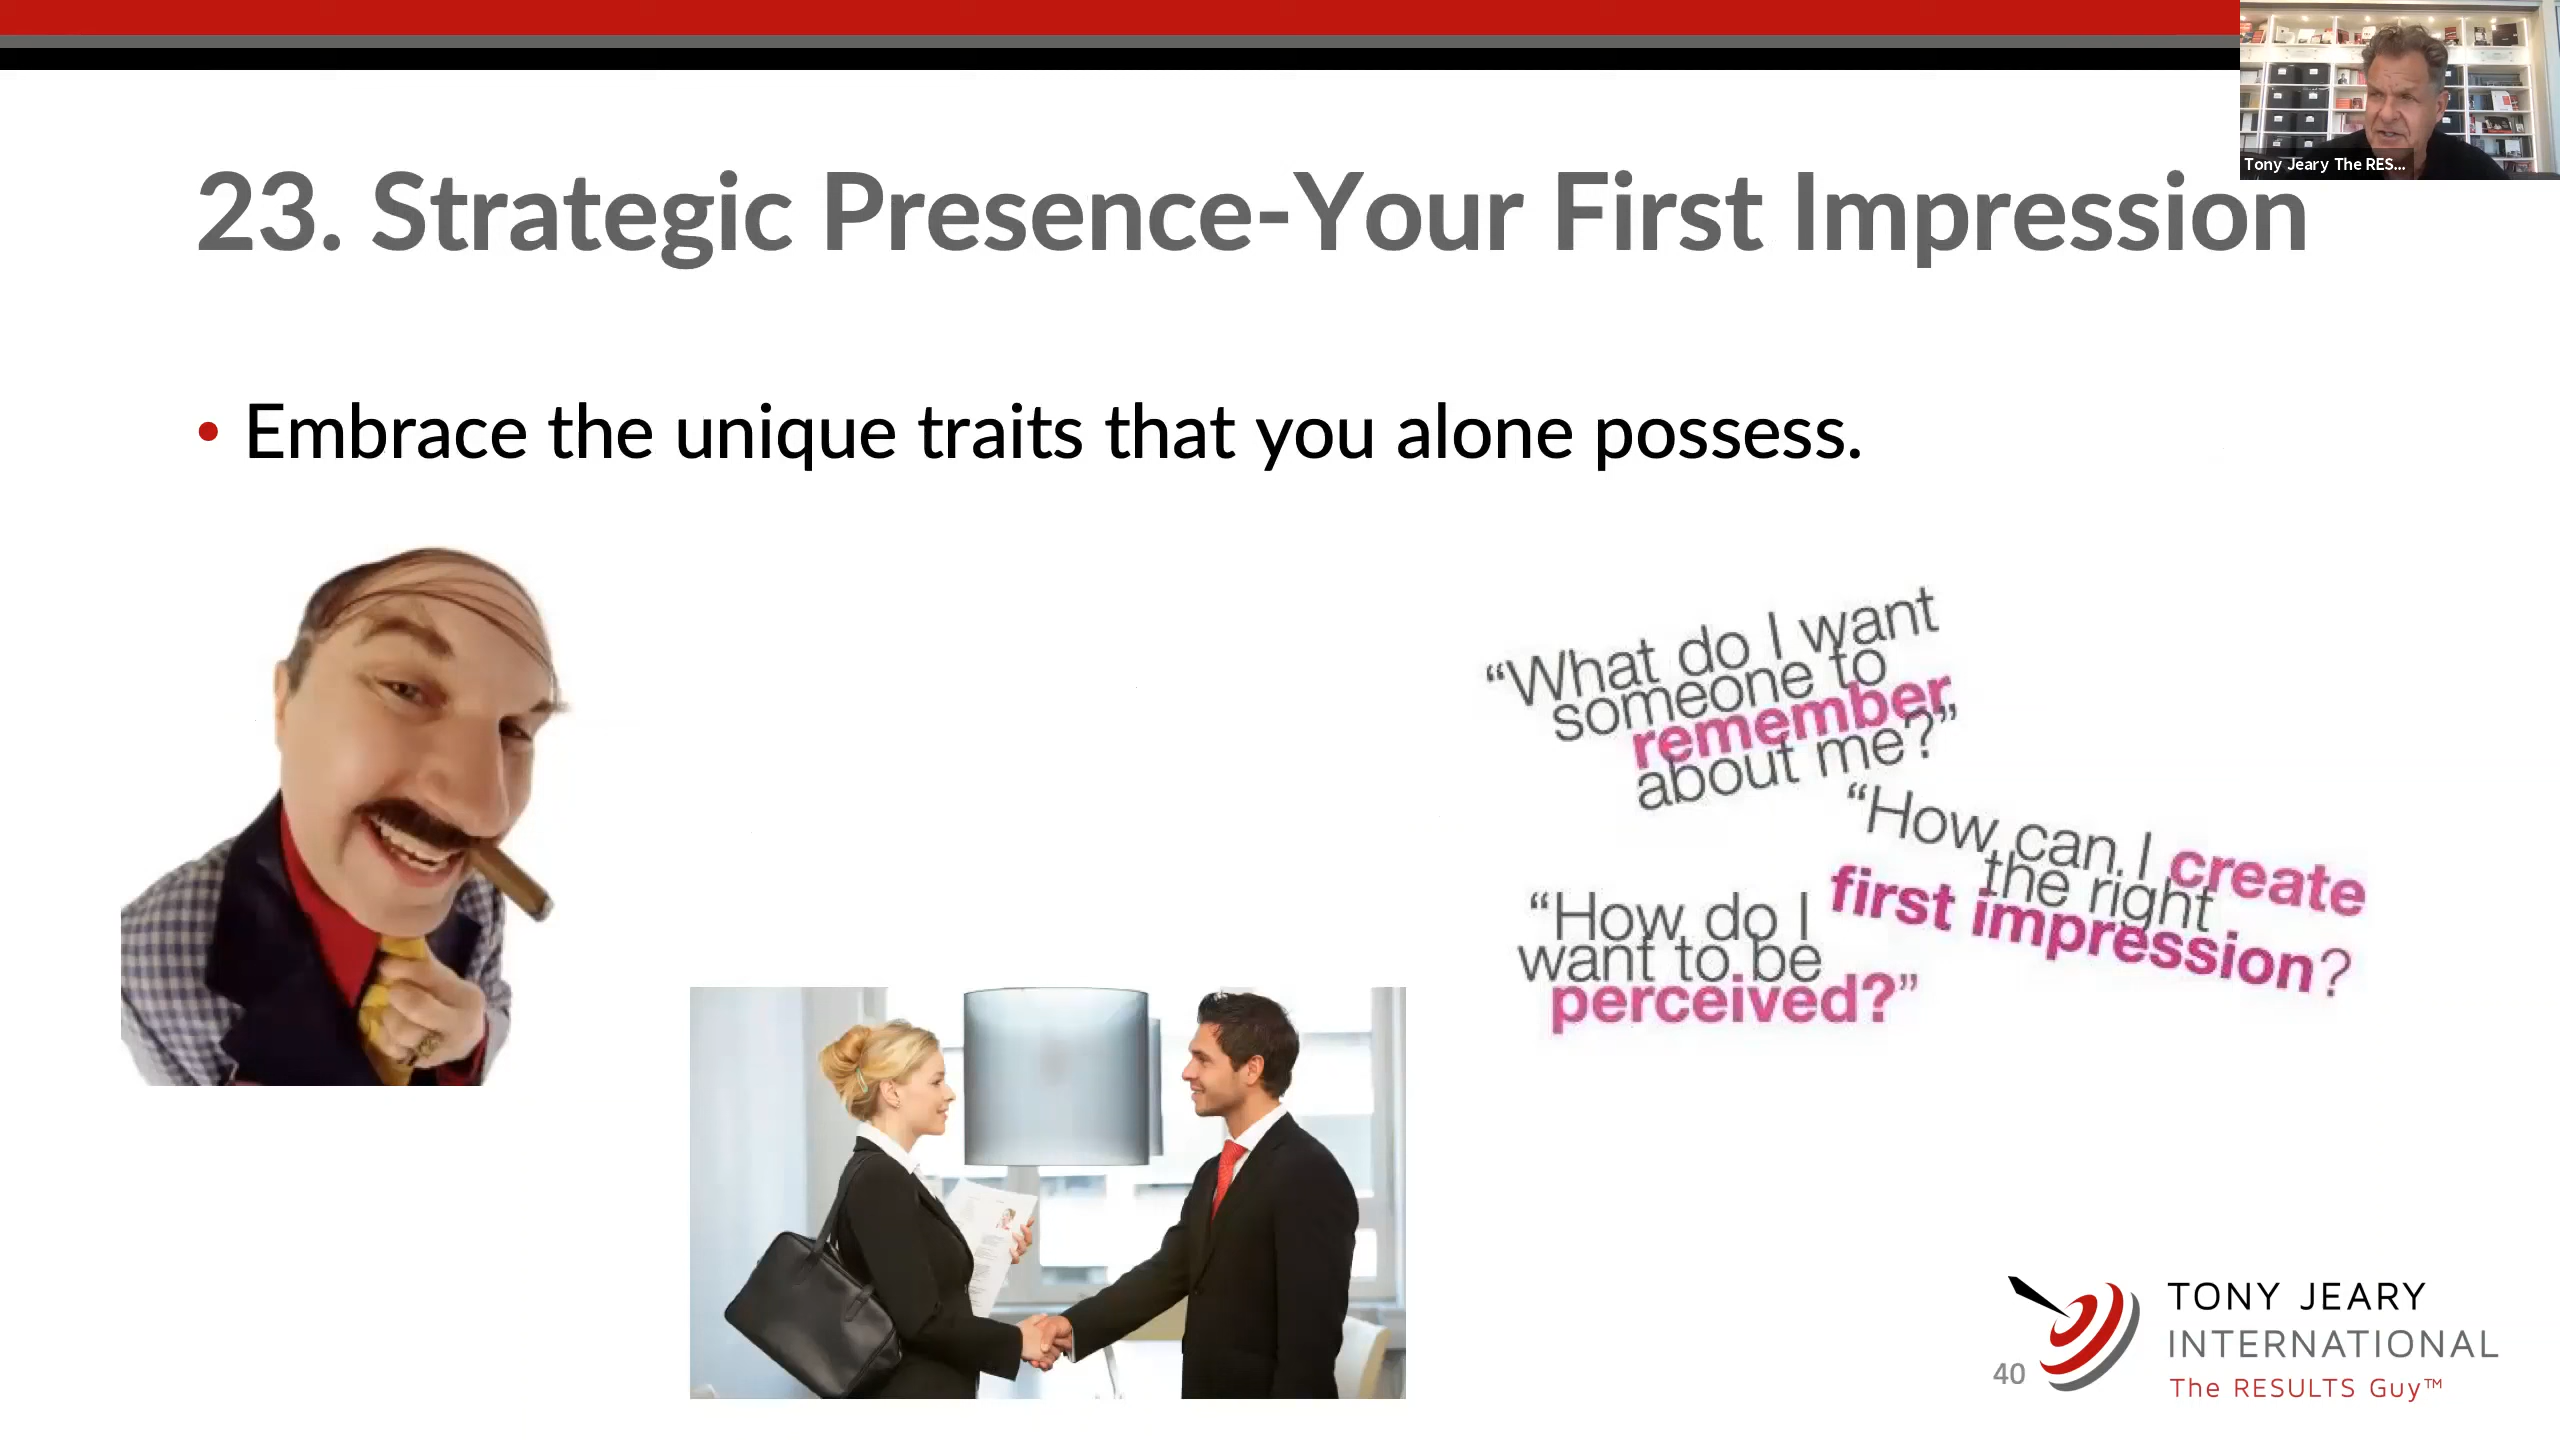 Tony Jeary The RES...
23. Strategic Presence-Your First Impression
• Embrace the unique traits that you alone possess.
“What do I want
someone to
remember
about me?”
“How can I create
the right
first impression?
“How do I
want to be
perceived?”
40
TONY JEARY
INTERNATIONAL
The RESULTS Guy™